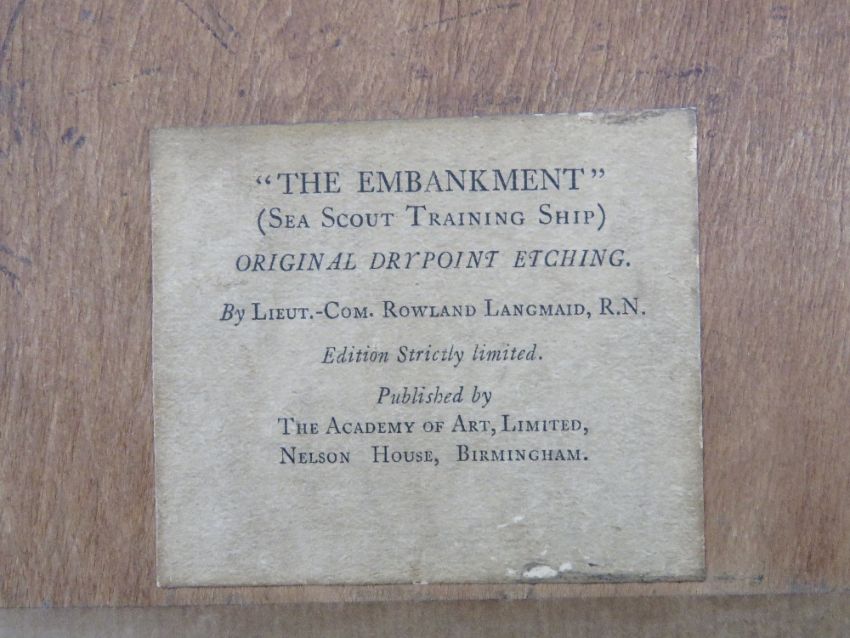 “THE EMBANKMENT”
(SEA SCOUT TRAINING SHIP)
ORIGINAL DRYPOINT ETCHING.
By LIEUT.-COM. ROWLAND LANGMAID, R.N.
Edition Strictly limited.
Published by
THE ACADEMY OF ART, LIMITED,
NELSON HOUSE, BIRMINGHAM.